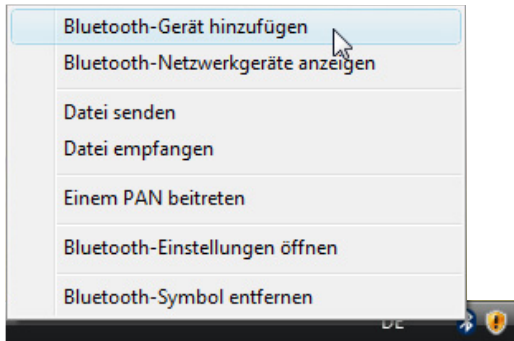 Bluetooth-Gerät hinzufügen
Bluetooth-Netzwerkgeräte anzeigen
Datei senden
Datei empfangen
Einem PAN beitreten
Bluetooth-Einstellungen öffnen
Bluetooth-Symbol entfernen
DE